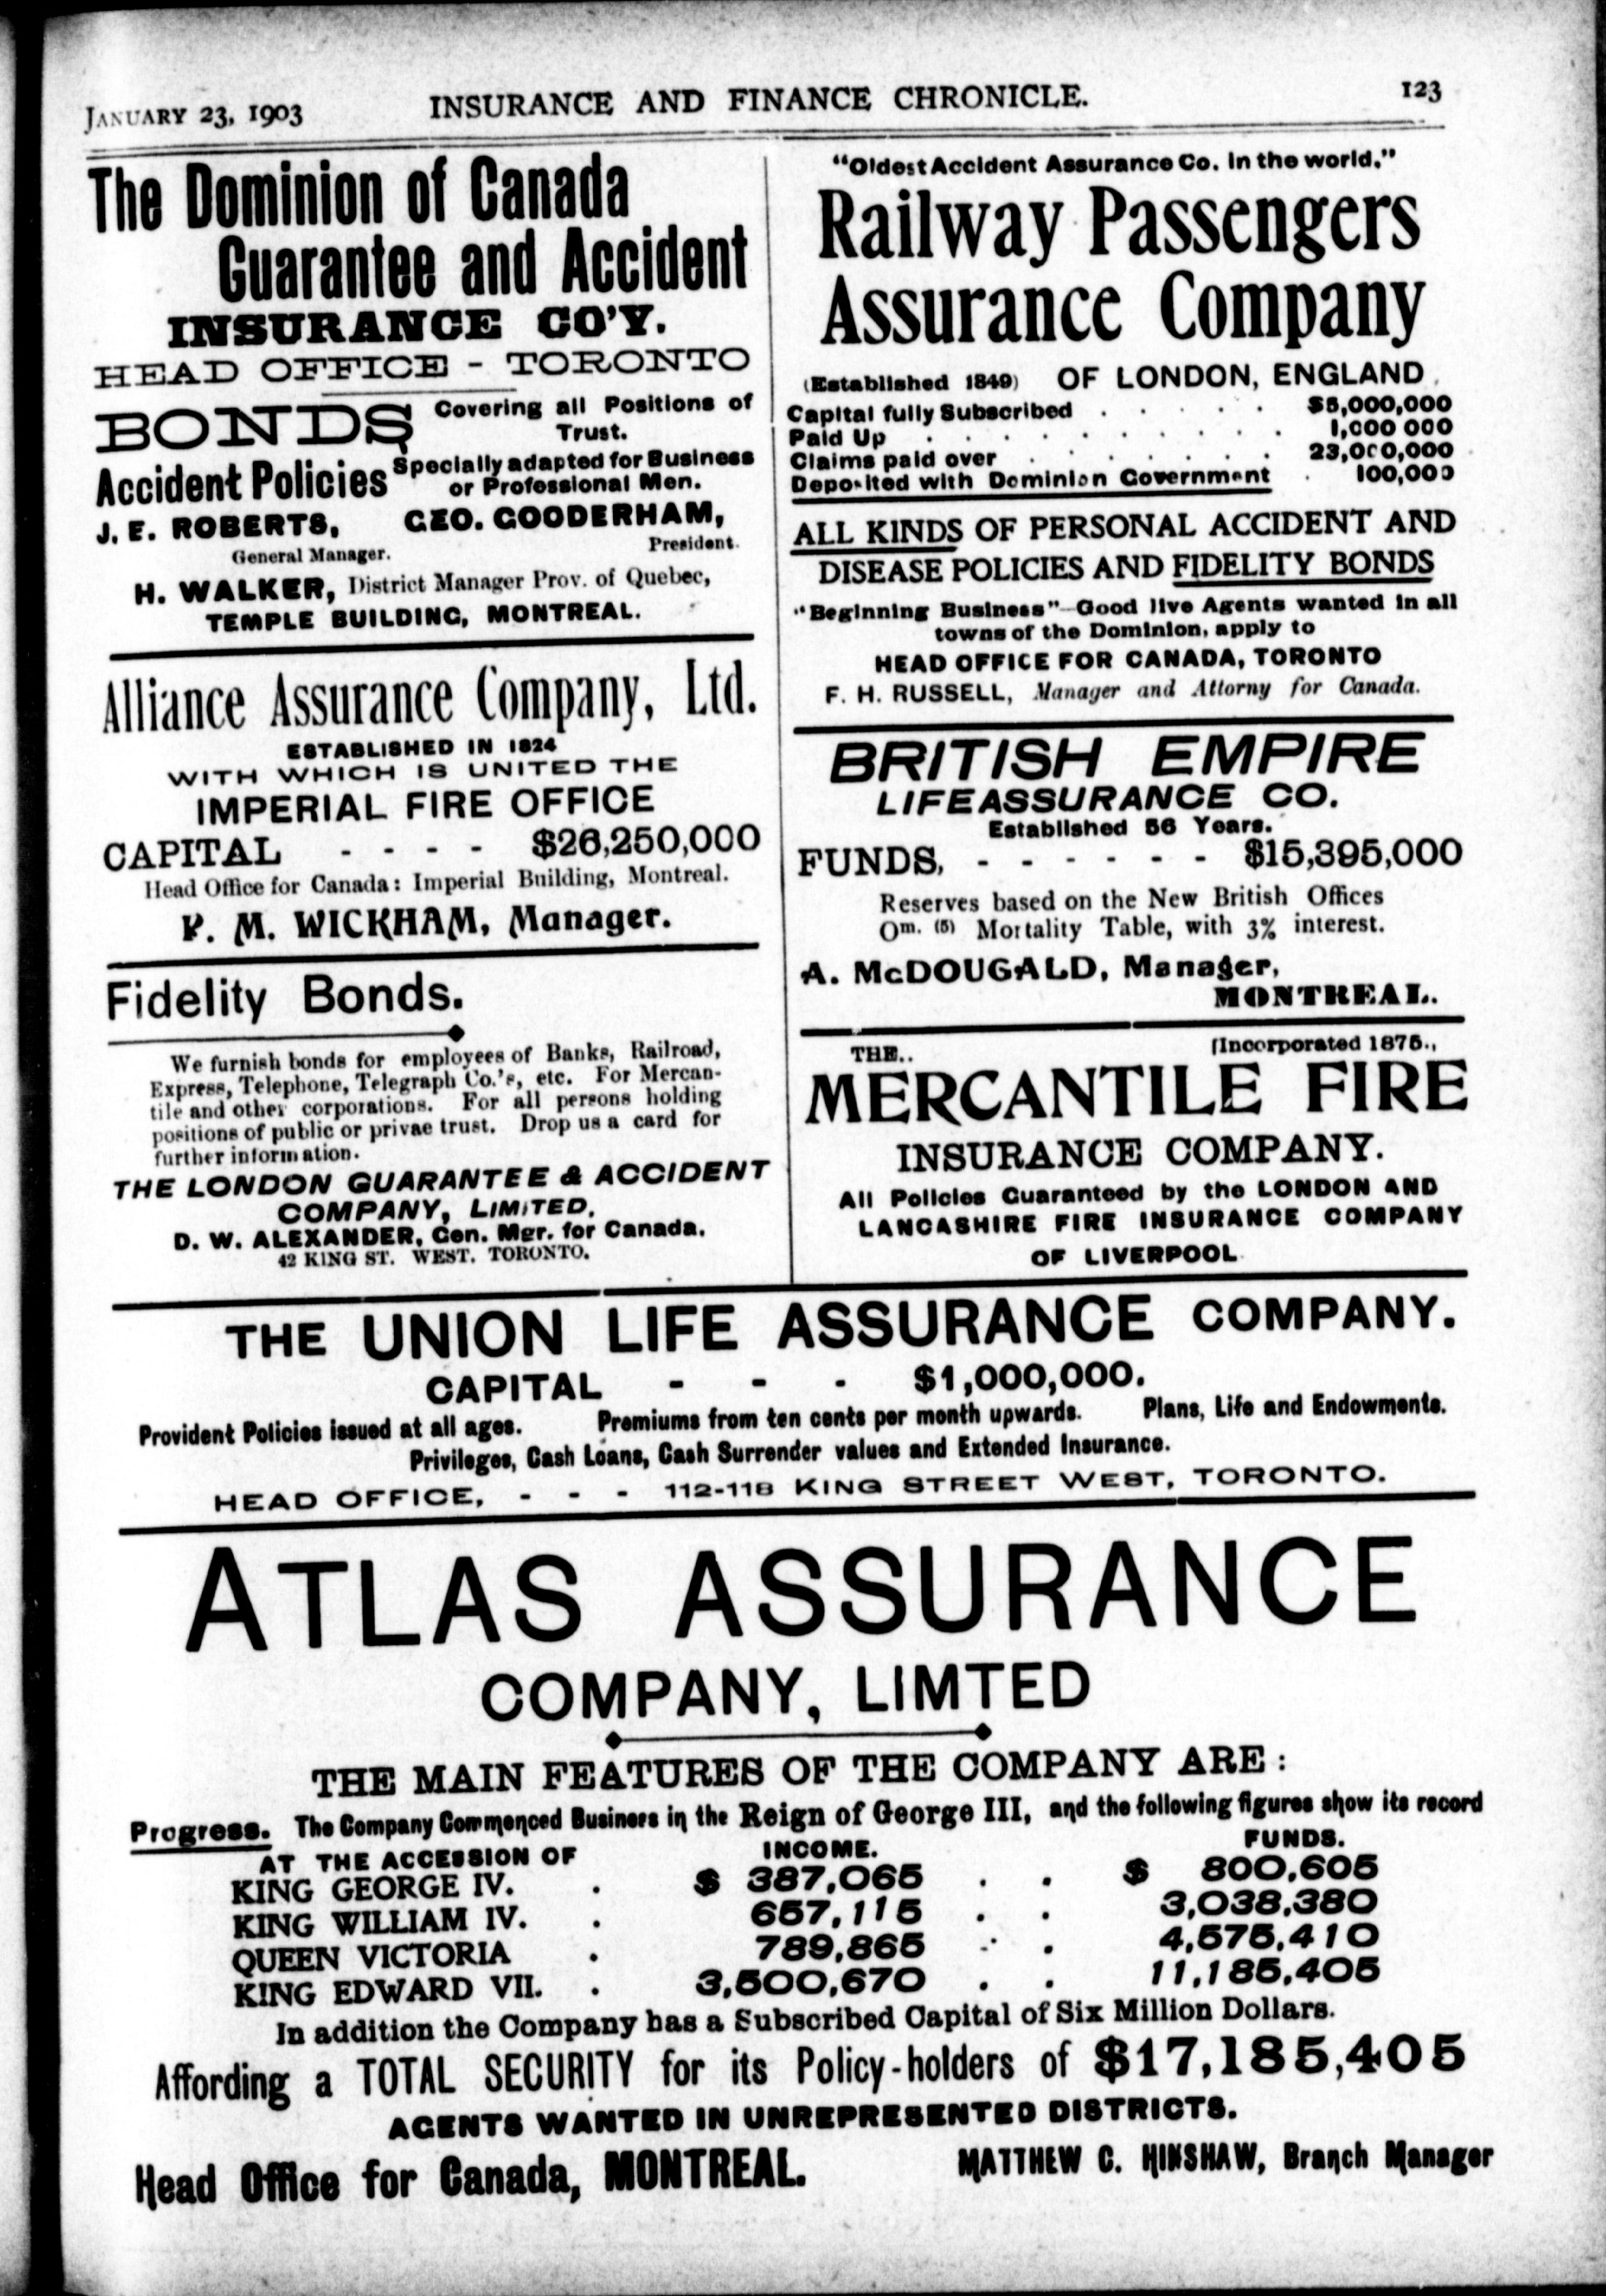 JANUARY 23, 1903 INSURANCE AND FINANCE CHRONICLE. 123
The Dominion of Canada
Guarantee and Accident
INSURANCE CO'Y.
HEAD OFFICE - TORONTO
BONDS Covering all Positions of
Trust.
Accident Policies Specially adapted for Business
or Professional Men.
J. E. ROBERTS, GEO. GOODERHAM,
General Manager. President.
H. WALKER, District Manager Prov. of Quebec,
TEMPLE BUILDING, MONTREAL.
Alliance Assurance Company, Ltd.
ESTABLISHED IN 1824
WITH WHICH IS UNITED THE
IMPERIAL FIRE OFFICE
CAPITAL - - - - $26,250,000
Head Office for Canada: Imperial Building, Montreal.
P. M. WICKHAM, Manager.
Fidelity Bonds.
We furnish bonds for employees of Banks, Railroad,
Express, Telephone, Telegraph Co.'s, etc. For Mercan-
tile and other corporations. For all persons holding
positions of public or privae trust. Drop us a card for
further information.
THE LONDON GUARANTEE & ACCIDENT
COMPANY, LIMITED.
D. W. ALEXANDER, Gen. Mgr. for Canada.
42 KING ST. WEST. TORONTO.
"Oldest Accident Assurance Co. in the world."
Railway Passengers
Assurance Company
(Established 1849) OF LONDON, ENGLAND
Capital fully Subscribed . . . . . $5,000,000
Paid Up . . . . . . . . . 1,000 000
Claims paid over . . . . . . 23,000,000
Deposited with Dominion Government . 100,000
ALL KINDS OF PERSONAL ACCIDENT AND
DISEASE POLICIES AND FIDELITY BONDS
"Beginning Business"—Good live Agents wanted in all
towns of the Dominion, apply to
HEAD OFFICE FOR CANADA, TORONTO
F. H. RUSSELL, Manager and Attorny for Canada.
BRITISH EMPIRE
LIFE ASSURANCE CO.
Established 56 Years.
FUNDS, - - - - - - $15,395,000
Reserves based on the New British Offices
Om. (5) Mortality Table, with 3% interest.
A. McDOUGALD, Manager,
MONTREAL.
THE.. [Incorporated 1875.,
MERCANTILE FIRE
INSURANCE COMPANY.
All Policies Guaranteed by the LONDON AND
LANCASHIRE FIRE INSURANCE COMPANY
OF LIVERPOOL
THE UNION LIFE ASSURANCE COMPANY.
CAPITAL - - - $1,000,000.
Provident Policies issued at all ages. Premiums from ten cents per month upwards. Plans, Life and Endowments.
Privileges, Cash Loans, Cash Surrender values and Extended Insurance.
HEAD OFFICE, - - - 112-118 KING STREET WEST, TORONTO.
ATLAS ASSURANCE
COMPANY, LIMTED
THE MAIN FEATURES OF THE COMPANY ARE:
Progress. The Company Commenced Business in the Reign of George III, and the following figures show its record
AT THE ACCESSION OF INCOME. FUNDS.
KING GEORGE IV. . $ 387,065 . . $ 800,605
KING WILLIAM IV. . 657,115 . . 3,038,380
QUEEN VICTORIA . 789,865 . . 4,575,410
KING EDWARD VII. . 3,500,670 . . 11,185,405
In addition the Company has a Subscribed Capital of Six Million Dollars.
Affording a TOTAL SECURITY for its Policy-holders of $17,185,405
AGENTS WANTED IN UNREPRESENTED DISTRICTS.
Head Office for Canada, MONTREAL. MATTHEW C. HINSHAW, Branch Manager